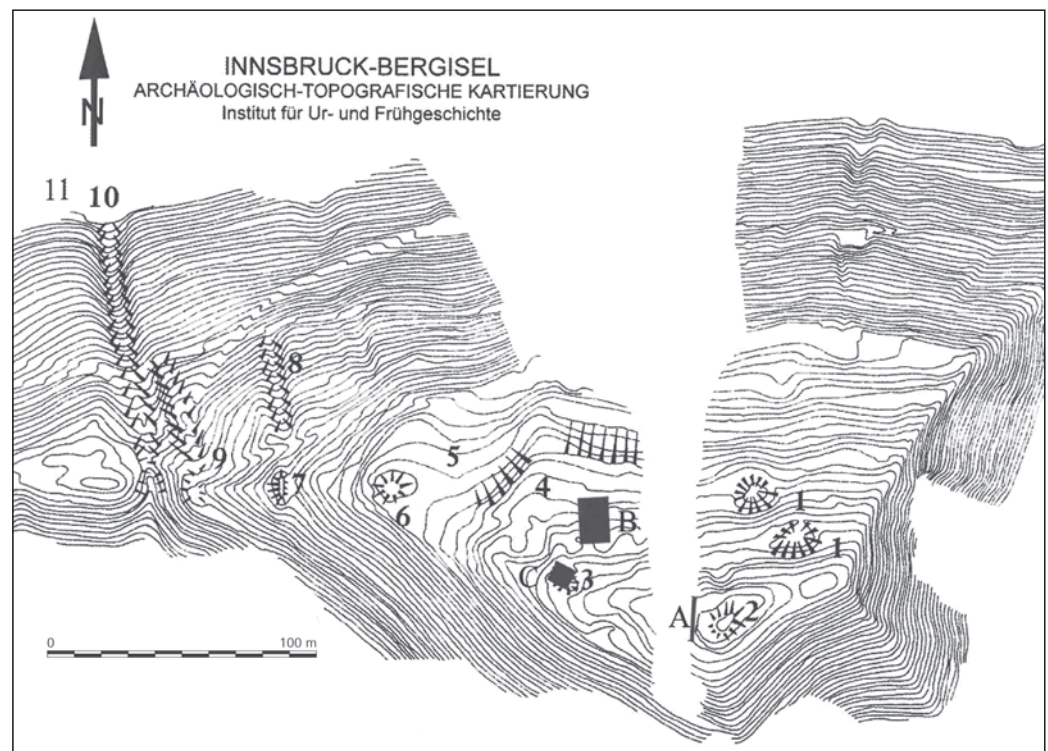 N
INNSBRUCK-BERGISEL
ARCHÄOLOGISCH-TOPOGRAFISCHE KARTIERUNG
Institut für Ur- und Frühgeschichte
11
10
8
9
7
5
6
4
B
C
3
1
1
A
2
0
100 m